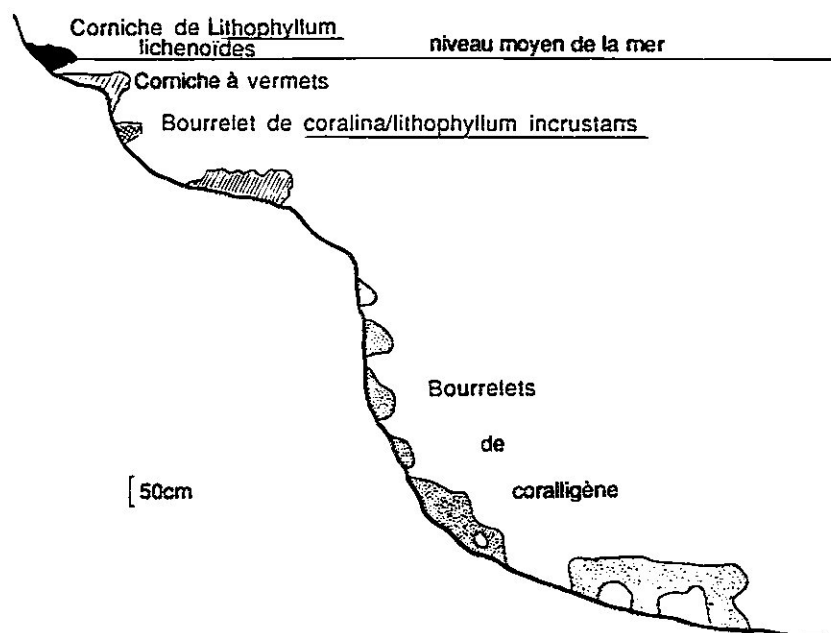 Corniche de Lithophyllum
lichenoïdes
niveau moyen de la mer
Corniche à vermets
Bourrelet de coralina/lithophyllum incrustans
Bourrelets
de
coralligène
50cm